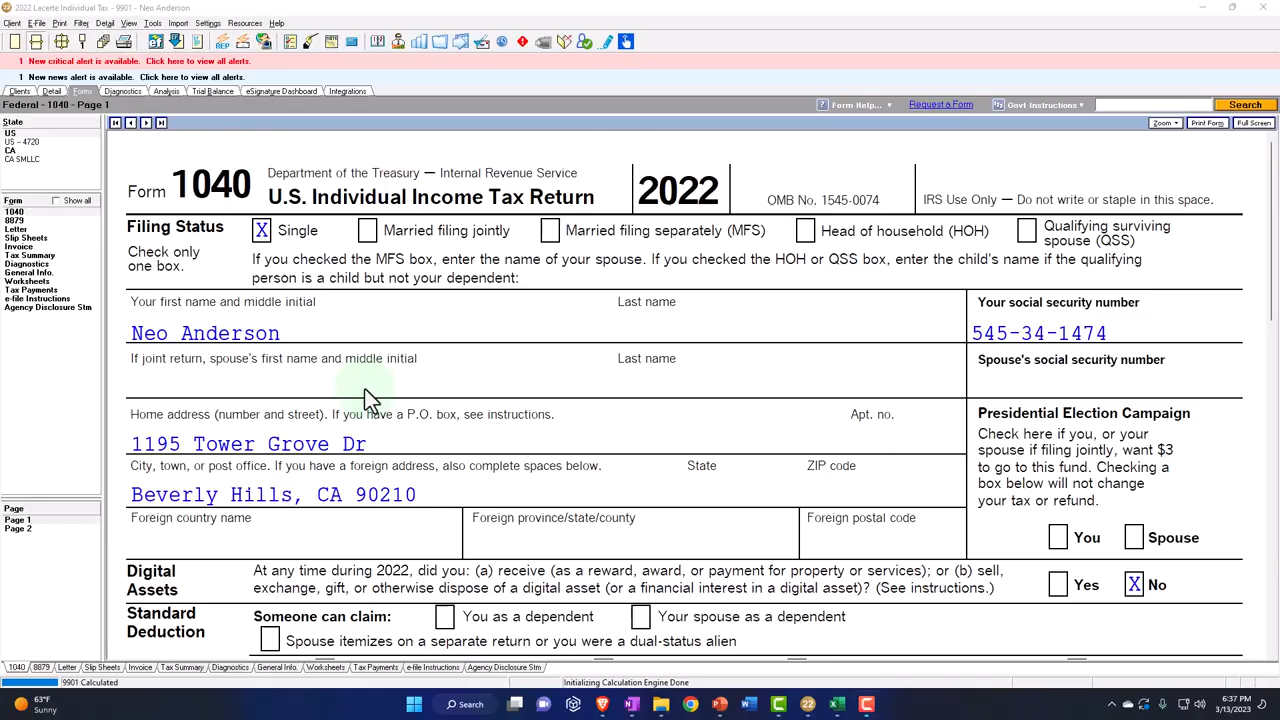 2022 Lacerte Individual Tax - 9901 - Neo Anderson
Client E-File Print Filter Detail View Tools Import Settings Resources Help
1 New critical alert is available. Click here to view all alerts.
1 New news alert is available. Click here to view all alerts.
Clients Detail Forms Diagnostics Analysis Trial Balance eSignature Dashboard Integrations
Federal - 1040 - Page 1
Form Help... Request a Form Govt Instructions Search
Zoom Print Form Full Screen
State
US
US - 4720
CA
CA SMLLC
Form Show all
1040
8879
Letter
Slip Sheets
Invoice
Tax Summary
Diagnostics
General Info.
Worksheets
Tax Payments
e-file Instructions
Agency Disclosure Stm
Page
Page 1
Page 2
Form 1040
Department of the Treasury — Internal Revenue Service
U.S. Individual Income Tax Return
2022
OMB No. 1545-0074
IRS Use Only — Do not write or staple in this space.
Filing Status
Check only
one box.
X Single Married filing jointly Married filing separately (MFS) Head of household (HOH) Qualifying surviving
spouse (QSS)
If you checked the MFS box, enter the name of your spouse. If you checked the HOH or QSS box, enter the child's name if the qualifying
person is a child but not your dependent:
Your first name and middle initial Last name Your social security number
Neo Anderson 545-34-1474
If joint return, spouse's first name and middle initial Last name Spouse's social security number
Home address (number and street). If you have a P.O. box, see instructions. Apt. no.
1195 Tower Grove Dr
City, town, or post office. If you have a foreign address, also complete spaces below. State ZIP code
Beverly Hills, CA 90210
Foreign country name Foreign province/state/county Foreign postal code
Presidential Election Campaign
Check here if you, or your
spouse if filing jointly, want $3
to go to this fund. Checking a
box below will not change
your tax or refund.
You Spouse
Digital
Assets
At any time during 2022, did you: (a) receive (as a reward, award, or payment for property or services); or (b) sell,
exchange, gift, or otherwise dispose of a digital asset (or a financial interest in a digital asset)? (See instructions.)
Yes X No
Standard
Deduction
Someone can claim: You as a dependent Your spouse as a dependent
Spouse itemizes on a separate return or you were a dual-status alien
1040 8879 Letter Slip Sheets Invoice Tax Summary Diagnostics General Info. Worksheets Tax Payments e-file Instructions Agency Disclosure Stm
9901 Calculated Initializing Calculation Engine Done
63°F
Sunny
Search
6:37 PM
3/13/2023